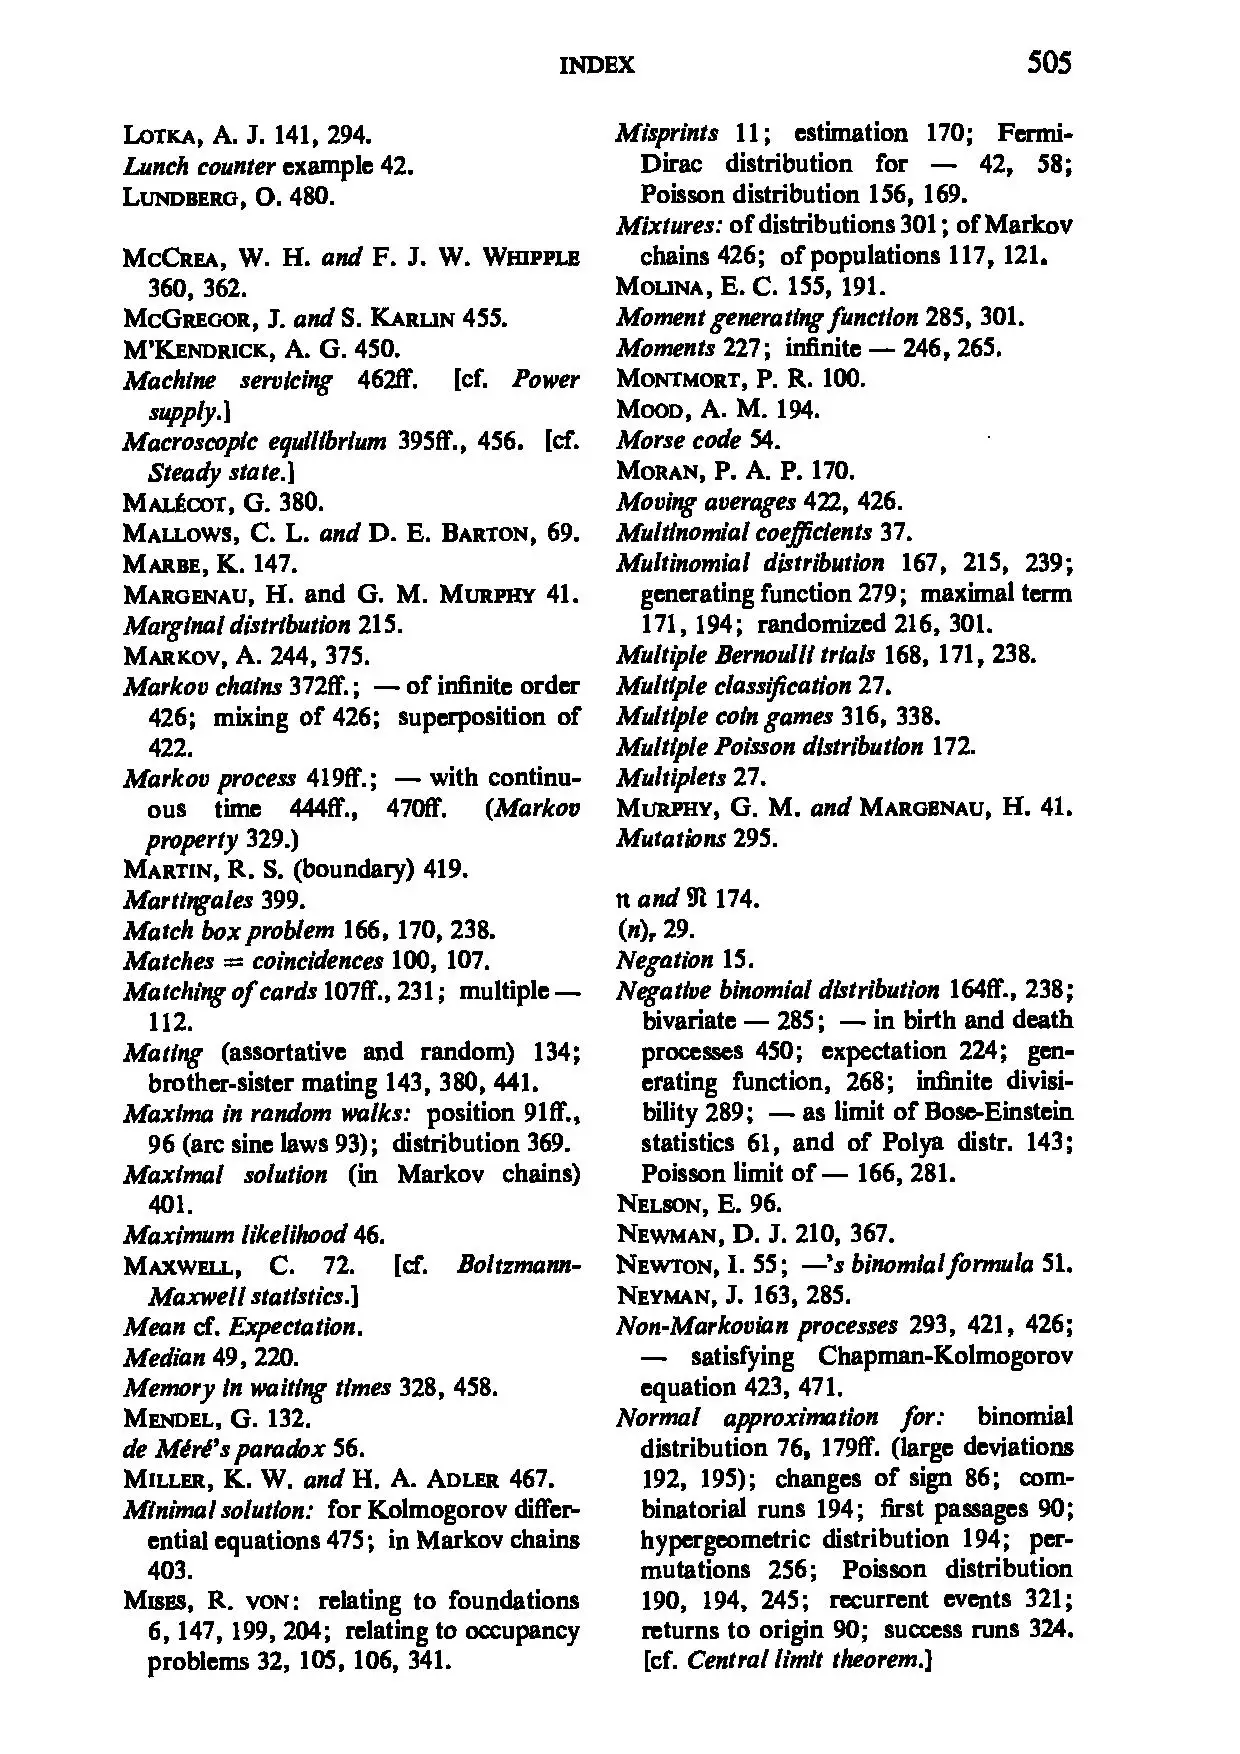 INDEX
505
LOTKA, A. J. 141, 294.
Lunch counter example 42.
LUNDBERG, O. 480.
MCCREA, W. H. and F. J. W. WHIPPLE
360, 362.
MCGREGOR, J. and S. KARLIN 455.
M'KENDRICK, A. G. 450.
Machine servicing 462ff. [cf. Power
supply.]
Macroscopic equilibrium 395ff., 456. [cf.
Steady state.]
MALÉCOT, G. 380.
MALLOWS, C. L. and D. E. BARTON, 69.
MARBE, K. 147.
MARGENAU, H. and G. M. MURPHY 41.
Marginal distribution 215.
MARKOV, A. 244, 375.
Markov chains 372ff.; — of infinite order
426; mixing of 426; superposition of
422.
Markov process 419ff.; — with continu-
ous time 444ff., 470ff. (Markov
property 329.)
MARTIN, R. S. (boundary) 419.
Martingales 399.
Match box problem 166, 170, 238.
Matches = coincidences 100, 107.
Matching of cards 107ff., 231; multiple —
112.
Mating (assortative and random) 134;
brother-sister mating 143, 380, 441.
Maxima in random walks: position 91ff.,
96 (arc sine laws 93); distribution 369.
Maximal solution (in Markov chains)
401.
Maximum likelihood 46.
MAXWELL, C. 72. [cf. Boltzmann-
Maxwell statistics.]
Mean cf. Expectation.
Median 49, 220.
Memory in waiting times 328, 458.
MENDEL, G. 132.
de Méré's paradox 56.
MILLER, K. W. and H. A. ADLER 467.
Minimal solution: for Kolmogorov differ-
ential equations 475; in Markov chains
403.
MISES, R. VON: relating to foundations
6, 147, 199, 204; relating to occupancy
problems 32, 105, 106, 341.
Misprints 11; estimation 170; Fermi-
Dirac distribution for — 42, 58;
Poisson distribution 156, 169.
Mixtures: of distributions 301; of Markov
chains 426; of populations 117, 121.
MOLINA, E. C. 155, 191.
Moment generating function 285, 301.
Moments 227; infinite — 246, 265.
MONTMORT, P. R. 100.
MOOD, A. M. 194.
Morse code 54.
MORAN, P. A. P. 170.
Moving averages 422, 426.
Multinomial coefficients 37.
Multinomial distribution 167, 215, 239;
generating function 279; maximal term
171, 194; randomized 216, 301.
Multiple Bernoulli trials 168, 171, 238.
Multiple classification 27.
Multiple coin games 316, 338.
Multiple Poisson distribution 172.
Multiplets 27.
MURPHY, G. M. and MARGENAU, H. 41.
Mutations 295.
𝔫 and 𝔑 174.
(n)r 29.
Negation 15.
Negative binomial distribution 164ff., 238;
bivariate — 285; — in birth and death
processes 450; expectation 224; gen-
erating function, 268; infinite divisi-
bility 289; — as limit of Bose-Einstein
statistics 61, and of Polya distr. 143;
Poisson limit of — 166, 281.
NELSON, E. 96.
NEWMAN, D. J. 210, 367.
NEWTON, I. 55; —'s binomial formula 51.
NEYMAN, J. 163, 285.
Non-Markovian processes 293, 421, 426;
— satisfying Chapman-Kolmogorov
equation 423, 471.
Normal approximation for: binomial
distribution 76, 179ff. (large deviations
192, 195); changes of sign 86; com-
binatorial runs 194; first passages 90;
hypergeometric distribution 194; per-
mutations 256; Poisson distribution
190, 194, 245; recurrent events 321;
returns to origin 90; success runs 324.
[cf. Central limit theorem.]